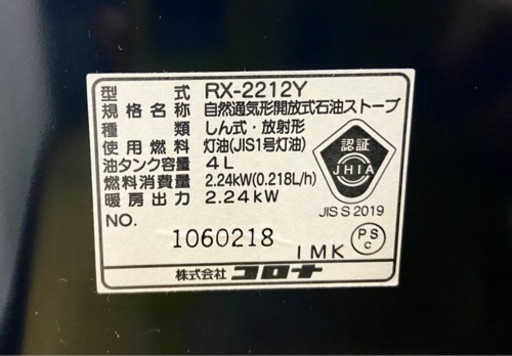 型式 RX-2212Y
規格名称 自然通気形開放式石油ストーブ
種類 しん式・放射形
使用燃料 灯油(JIS1号灯油)
油タンク容量 4L
燃料消費量 2.24kW(0.218L/h)
暖房出力 2.24kW
NO.
1060218
認証
JHIA
JIS S 2019
IMK
PS
C
株式会社 コロナ